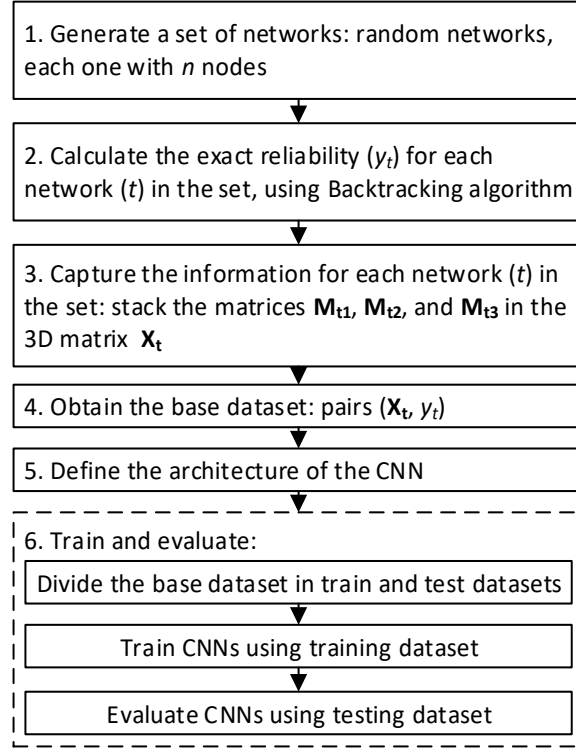 1. Generate a set of networks: random networks,
each one with n nodes
2. Calculate the exact reliability (yt) for each
network (t) in the set, using Backtracking algorithm
3. Capture the information for each network (t) in
the set: stack the matrices Mt1, Mt2, and Mt3 in the
3D matrix Xt
4. Obtain the base dataset: pairs (Xt, yt)
5. Define the architecture of the CNN
6. Train and evaluate:
Divide the base dataset in train and test datasets
Train CNNs using training dataset
Evaluate CNNs using testing dataset